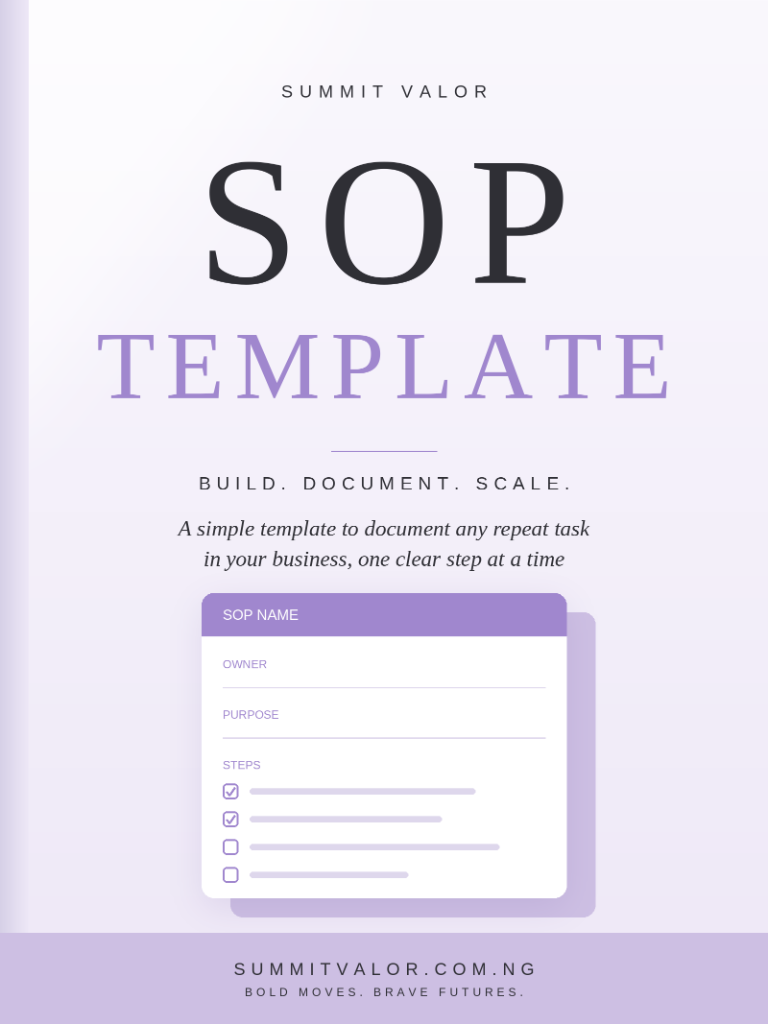 SUMMIT VALOR
SOP
TEMPLATE
BUILD. DOCUMENT. SCALE.
A simple template to document any repeat task
in your business, one clear step at a time
SOP NAME
OWNER
PURPOSE
STEPS
SUMMITVALOR.COM.NG
BOLD MOVES. BRAVE FUTURES.